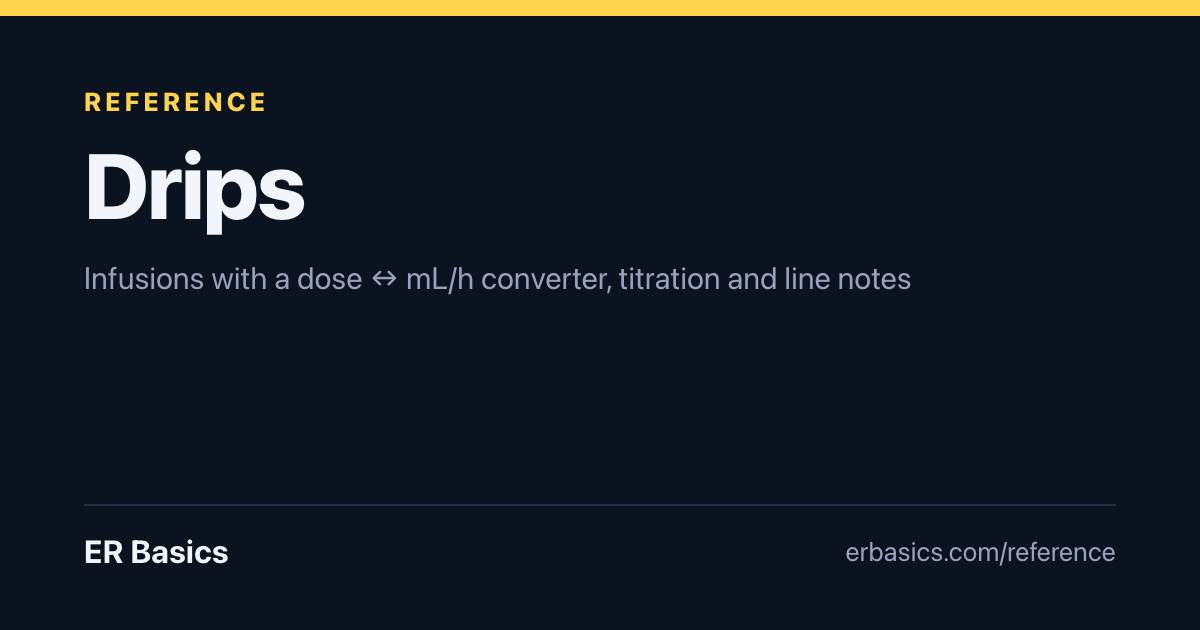 REFERENCE
Drips
Infusions with a dose ↔ mL/h converter, titration and line notes
ER Basics
erbasics.com/reference